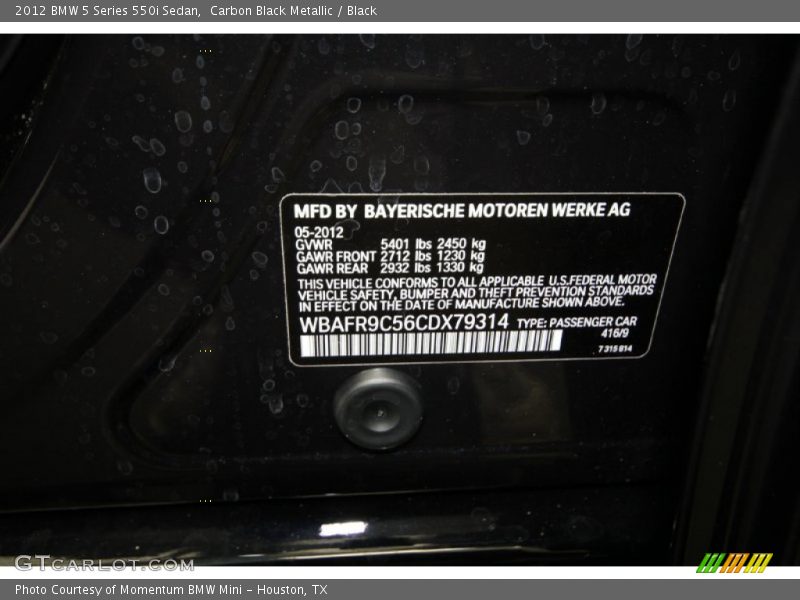 2012 BMW 5 Series 550i Sedan,  Carbon Black Metallic / Black
MFD BY BAYERISCHE MOTOREN WERKE AG
05-2012
GVWR 5401 lbs 2450 kg
GAWR FRONT 2712 lbs 1230 kg
GAWR REAR 2932 lbs 1330 kg
THIS VEHICLE CONFORMS TO ALL APPLICABLE U.S.FEDERAL MOTOR
VEHICLE SAFETY, BUMPER AND THEFT PREVENTION STANDARDS
IN EFFECT ON THE DATE OF MANUFACTURE SHOWN ABOVE.
WBAFR9C56CDX79314 TYPE: PASSENGER CAR
416/9
7 315 814
GTCARLOT.COM
Photo Courtesy of Momentum BMW Mini - Houston, TX